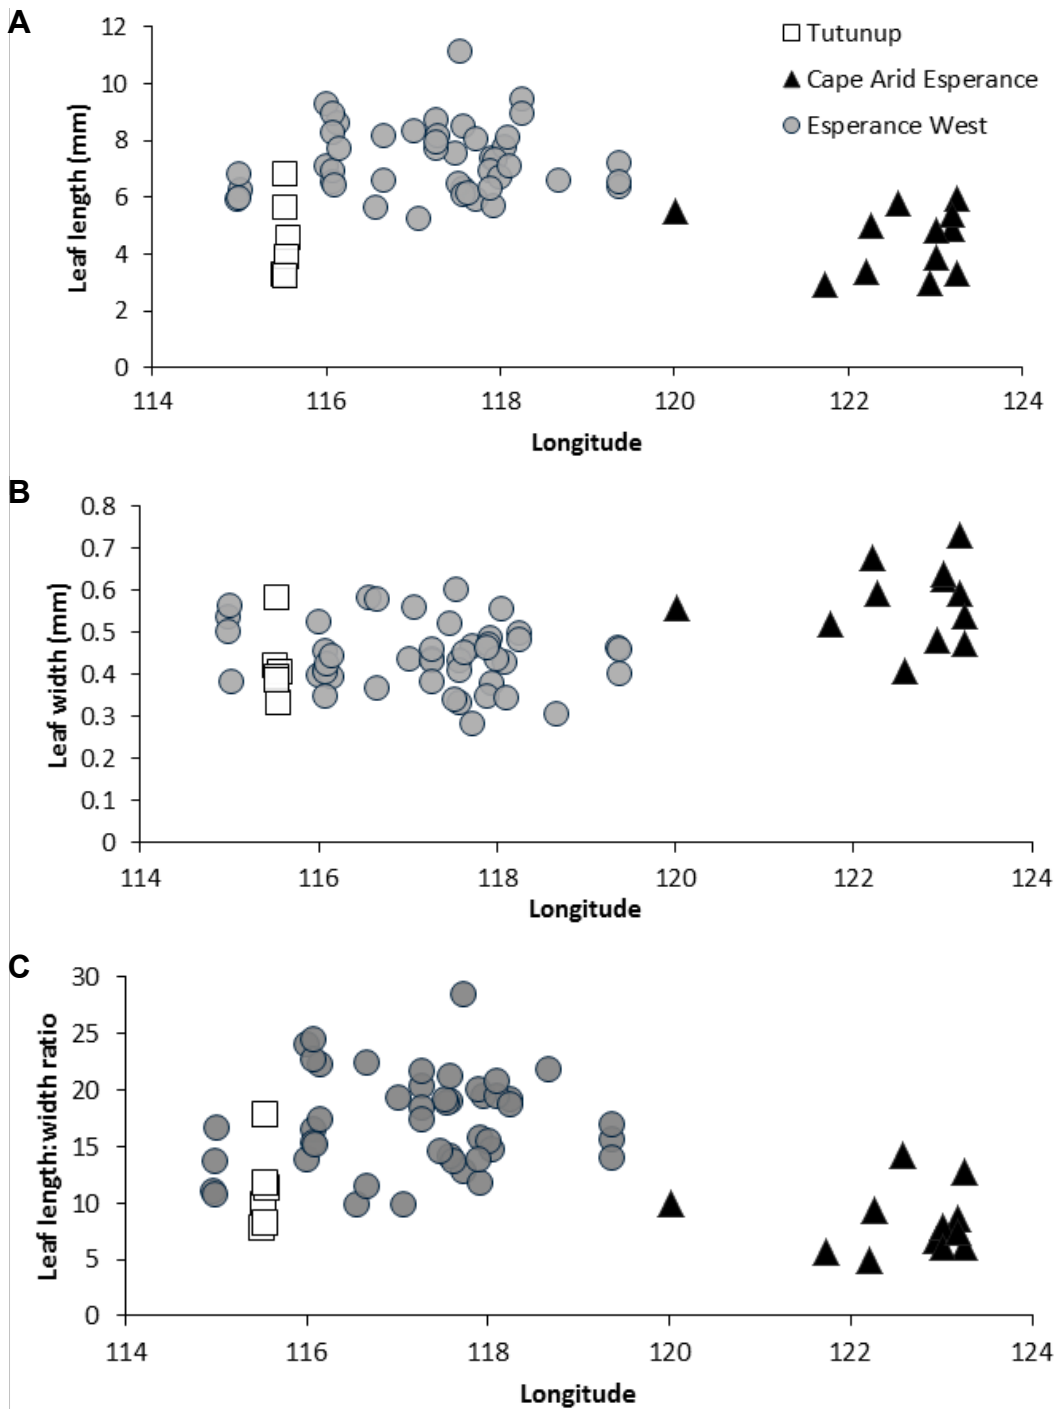 A
12
10
8
6
4
2
0
Leaf length (mm)
114 116 118 120 122 124
Longitude
Tutunup
Cape Arid Esperance
Esperance West
B
0.8
0.7
0.6
0.5
0.4
0.3
0.2
0.1
0
Leaf width (mm)
114 116 118 120 122 124
Longitude
C
30
25
20
15
10
5
0
Leaf length:width ratio
114 116 118 120 122 124
Longitude